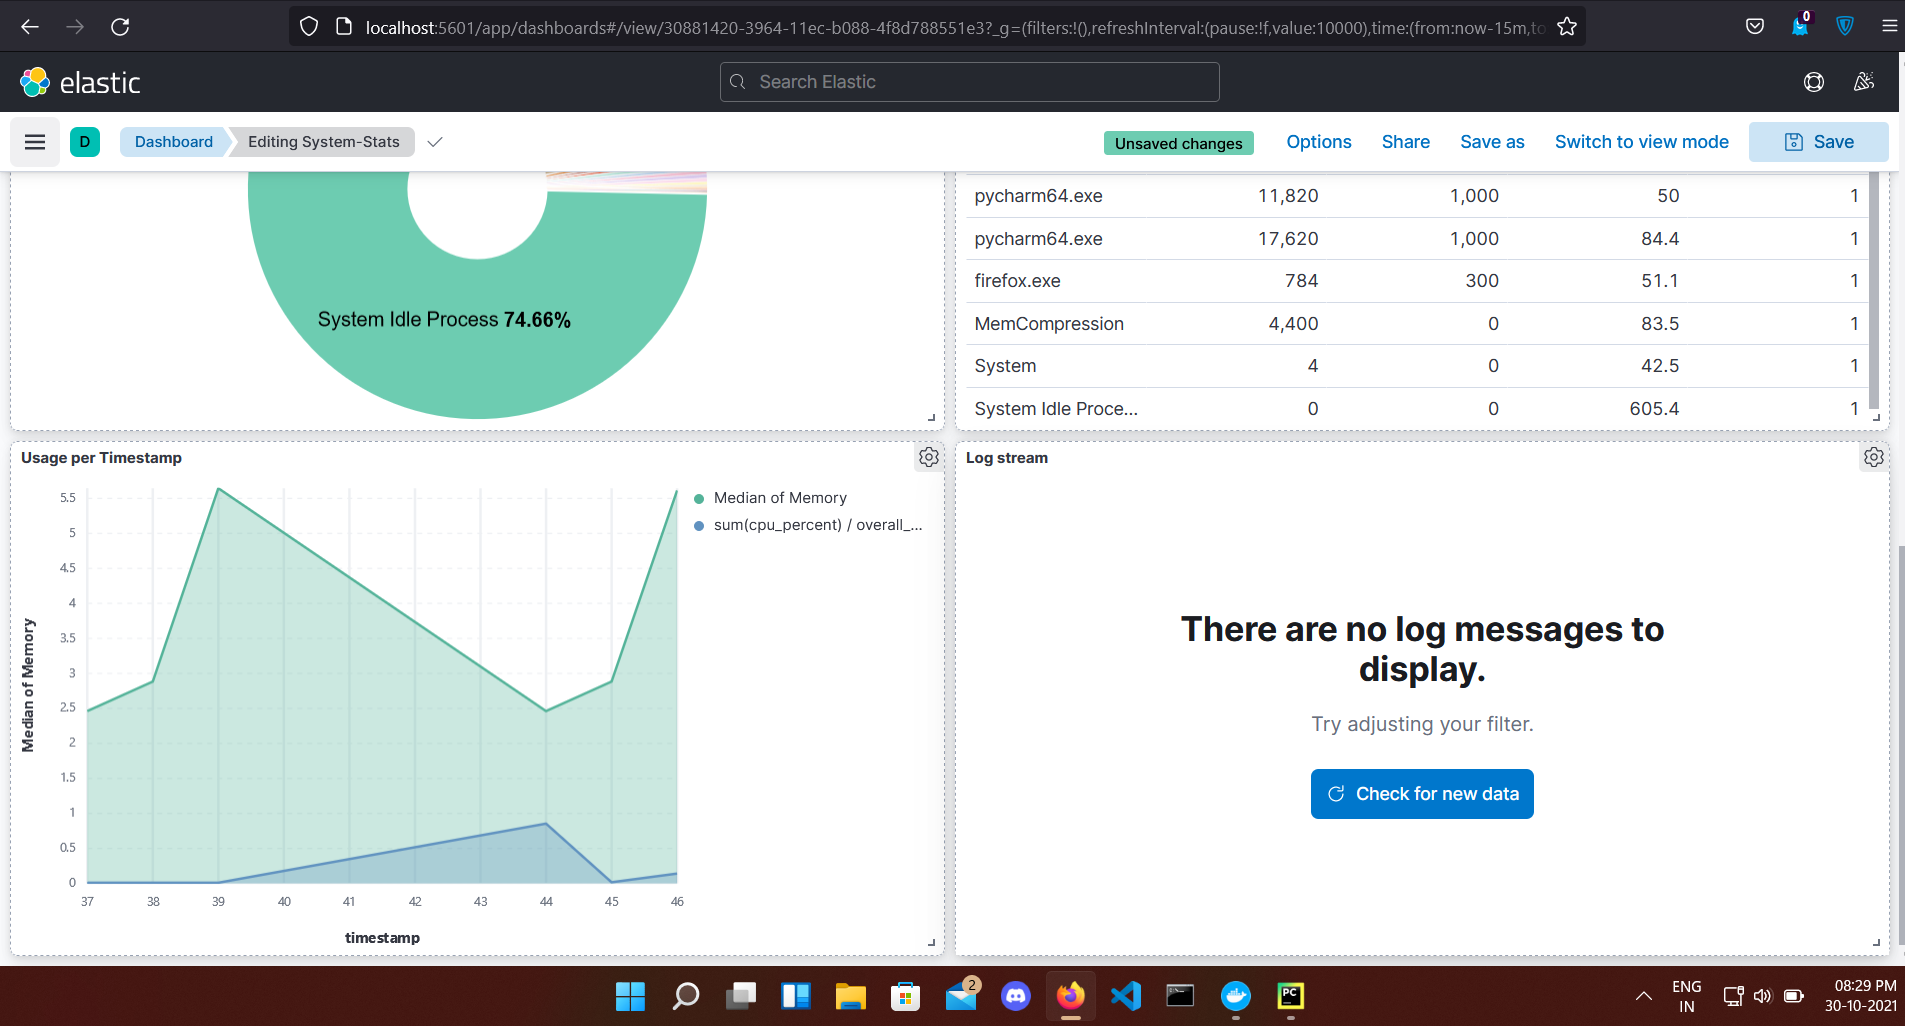 localhost:5601/app/dashboards#/view/30881420-3964-11ec-b088-4f8d788551e3?_g=(filters:!(),refreshInterval:(pause:!f,value:10000),time:(from:now-15m,to
0
elastic
Search Elastic
D
Dashboard
Editing System-Stats
Unsaved changes
Options
Share
Save as
Switch to view mode
Save
System Idle Process 74.66%
pycharm64.exe 11,820 1,000 50 1
pycharm64.exe 17,620 1,000 84.4 1
firefox.exe 784 300 51.1 1
MemCompression 4,400 0 83.5 1
System 4 0 42.5 1
System Idle Proce... 0 0 605.4 1
Usage per Timestamp
Median of Memory
5.5
5
4.5
4
3.5
3
2.5
2
1.5
1
0.5
0
37 38 39 40 41 42 43 44 45 46
timestamp
Median of Memory
sum(cpu_percent) / overall_...
Log stream
There are no log messages to
display.
Try adjusting your filter.
Check for new data
2
PC
ENG
IN
08:29 PM
30-10-2021